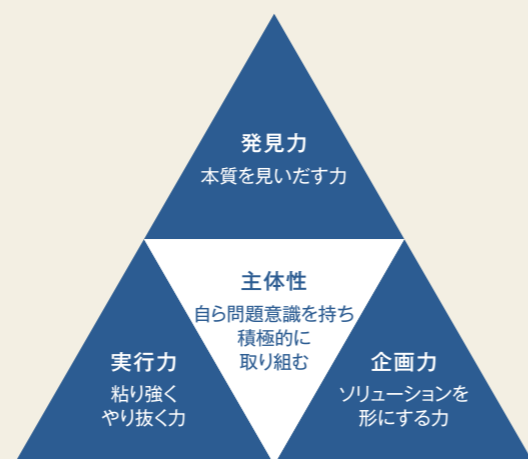 発見力
本質を見いだす力
主体性
自ら問題意識を持ち
積極的に
取り組む
実行力
粘り強く
やり抜く力
企画力
ソリューションを
形にする力